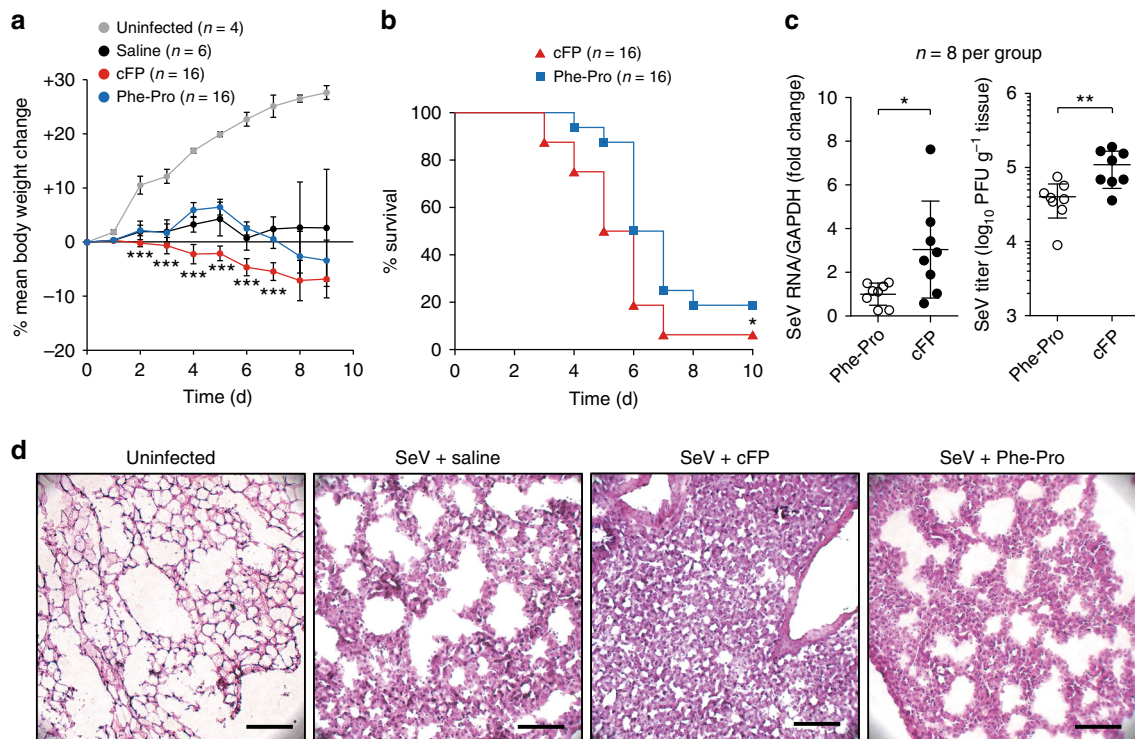 a
Uninfected (n = 4)
Saline (n = 6)
cFP (n = 16)
Phe-Pro (n = 16)
% mean body weight change
+30
+20
+10
0
−10
−20
***
***
***
***
***
***
0
2
4
6
8
10
Time (d)
b
cFP (n = 16)
Phe-Pro (n = 16)
% survival
100
80
60
40
20
0
*
0
2
4
6
8
10
Time (d)
c
n = 8 per group
SeV RNA/GAPDH (fold change)
10
8
6
4
2
0
*
Phe-Pro
cFP
SeV titer (log10 PFU g−1 tissue)
6
5
4
3
**
Phe-Pro
cFP
d
Uninfected
SeV + saline
SeV + cFP
SeV + Phe-Pro